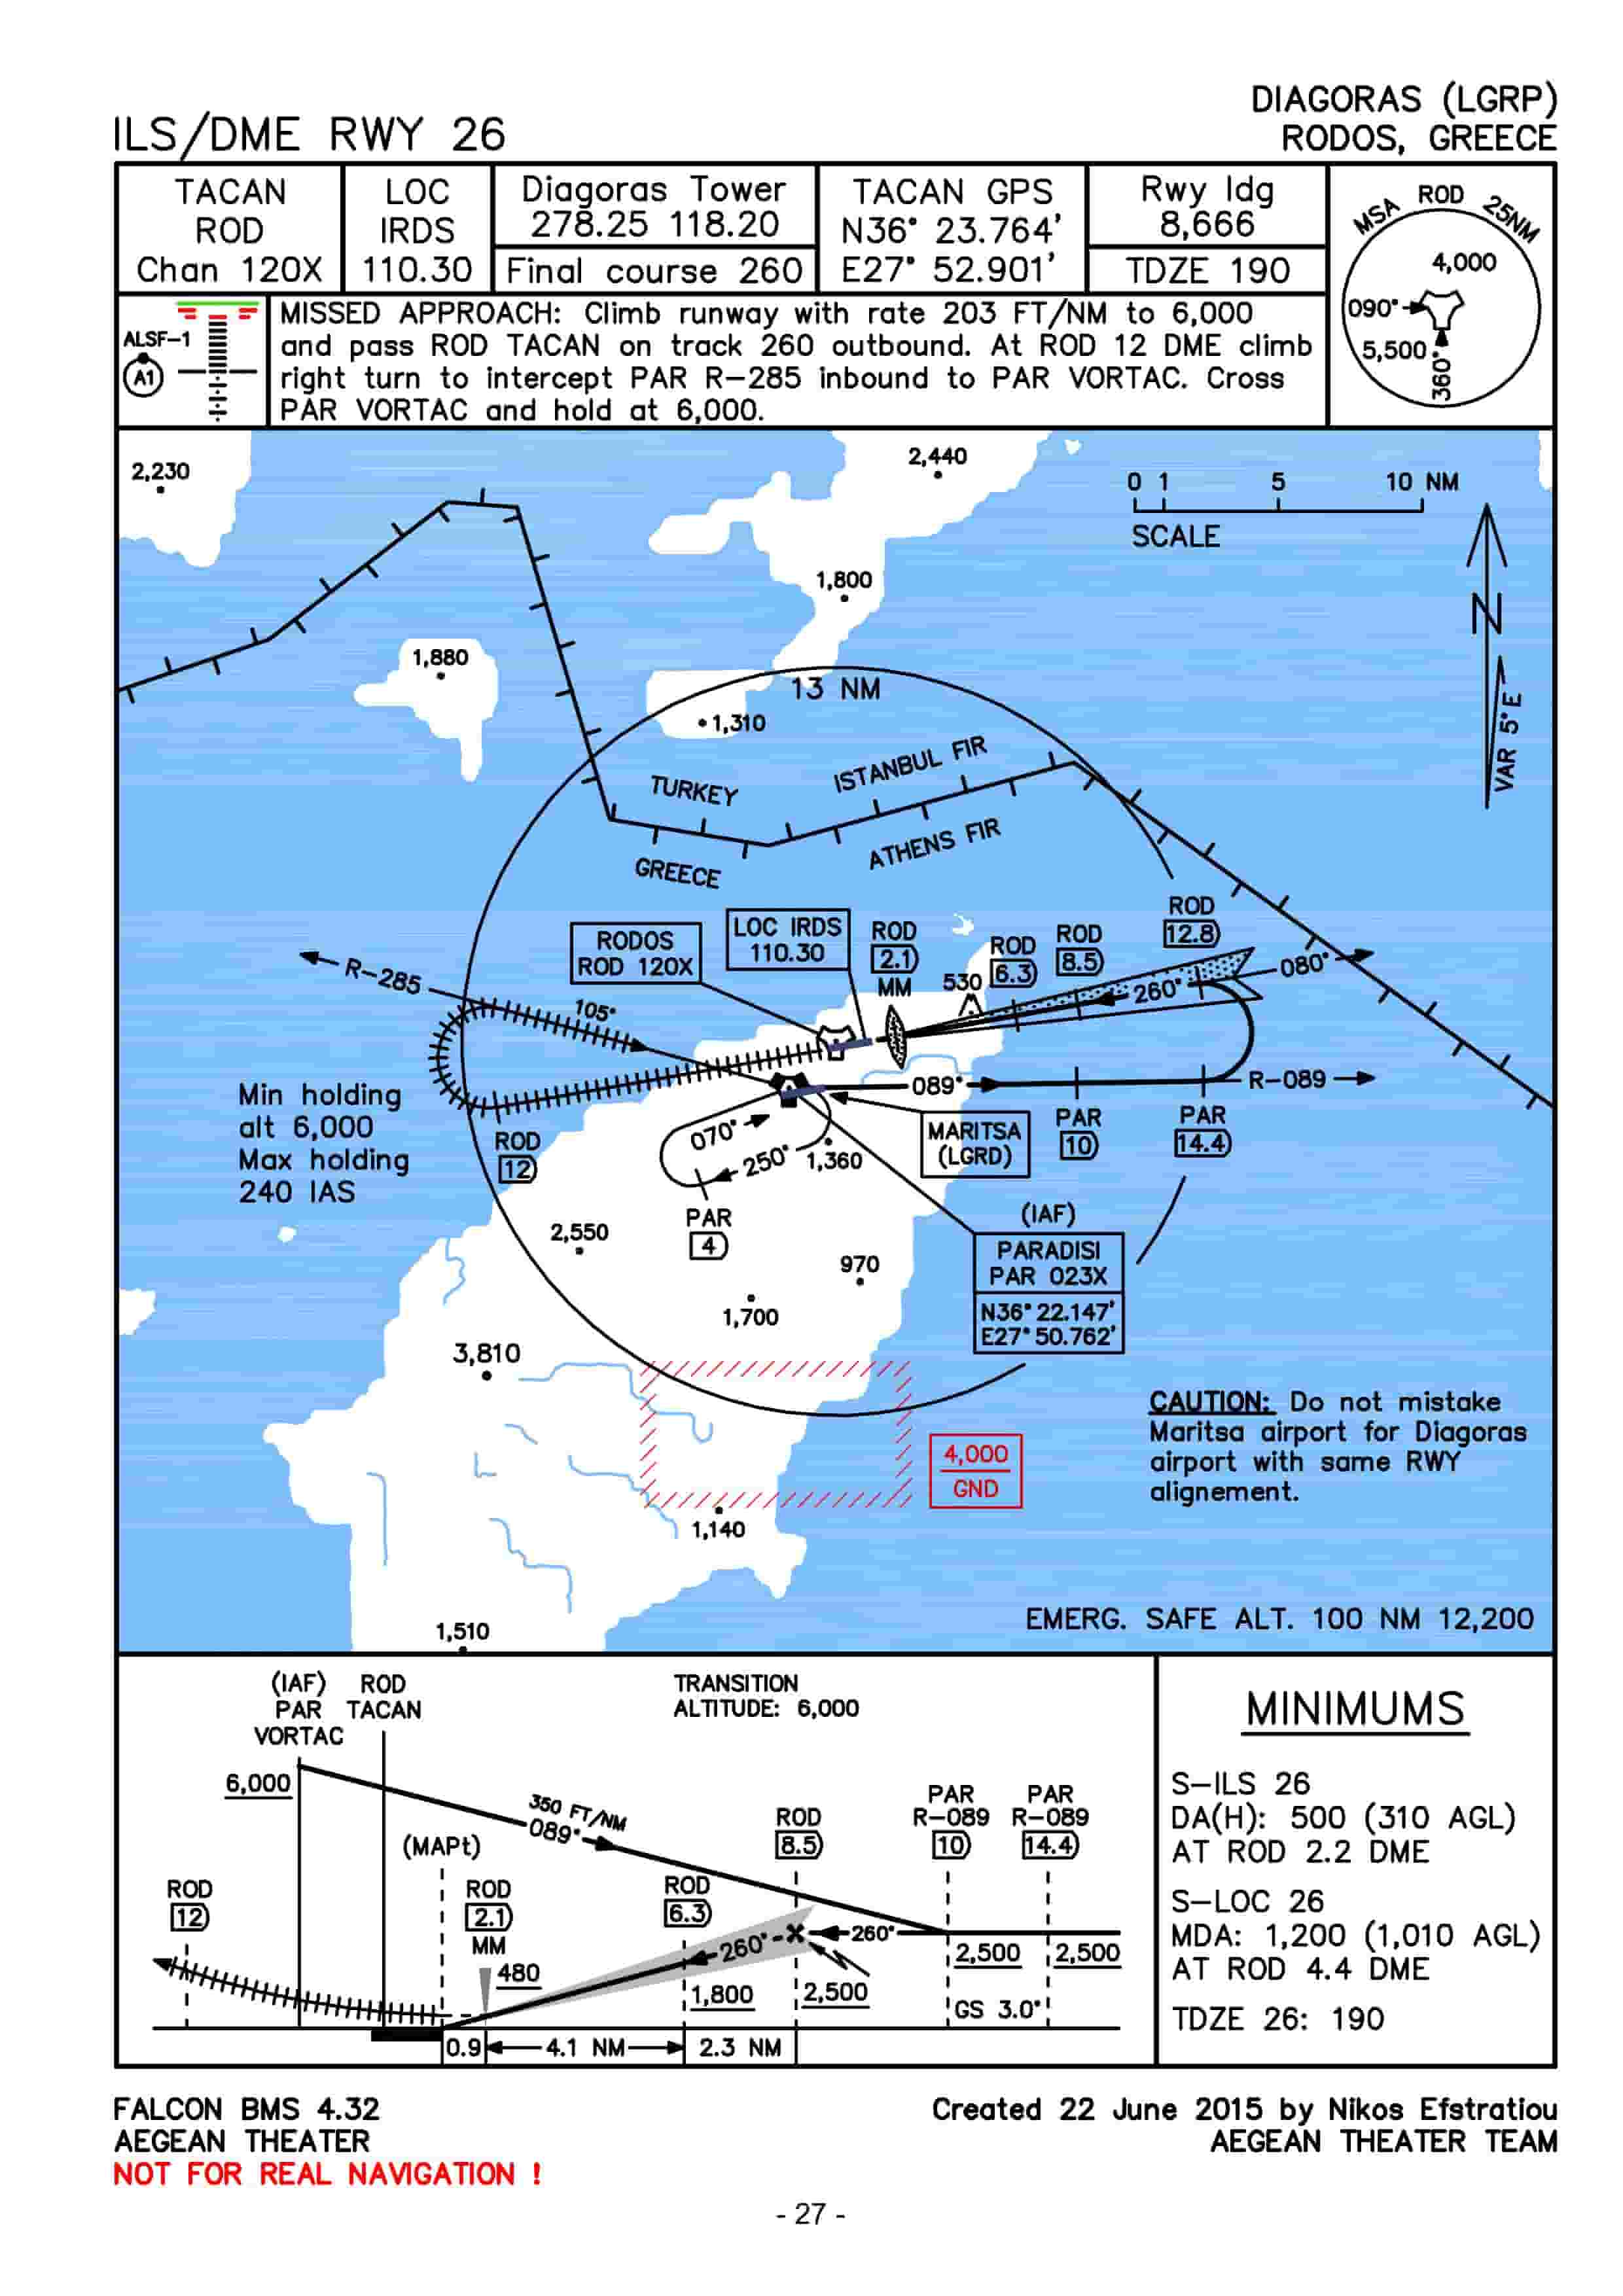 DIAGORAS (LGRP)
ILS/DME RWY 26
RODOS, GREECE
TACAN
ROD
Chan 120X
LOC
IRDS
110.30
Diagoras Tower
278.25 118.20
Final course 260
TACAN GPS
N36° 23.764'
E27° 52.901'
Rwy ldg
8,666
TDZE 190
MSA ROD 25NM
4,000
090°
5,500
360°
ALSF-1
A1
MISSED APPROACH: Climb runway with rate 203 FT/NM to 6,000
and pass ROD TACAN on track 260 outbound. At ROD 12 DME climb
right turn to intercept PAR R-285 inbound to PAR VORTAC. Cross
PAR VORTAC and hold at 6,000.
2,230
2,440
0 1 5 10 NM
SCALE
1,800
N
VAR 5°E
1,880
13 NM
1,310
TURKEY
ISTANBUL FIR
ATHENS FIR
GREECE
RODOS
ROD 120X
LOC IRDS
110.30
ROD
2.1
MM
530
ROD
6.3
ROD
8.5
ROD
12.8
080°
260°
R-285
105°
089°
R-089
Min holding
alt 6,000
Max holding
240 IAS
ROD
12
070°
250°
1,360
MARITSA
(LGRD)
PAR
10
PAR
14.4
PAR
4
2,550
970
1,700
(IAF)
PARADISI
PAR 023X
N36° 22.147'
E27° 50.762'
3,810
4,000
GND
CAUTION: Do not mistake
Maritsa airport for Diagoras
airport with same RWY
alignement.
1,140
1,510
EMERG. SAFE ALT. 100 NM 12,200
(IAF)
PAR
VORTAC
ROD
TACAN
TRANSITION
ALTITUDE: 6,000
6,000
350 FT/NM
089°
(MAPt)
ROD
12
ROD
2.1
MM
480
ROD
6.3
ROD
8.5
PAR
R-089
10
PAR
R-089
14.4
260°
260°
1,800
2,500
2,500
2,500
GS 3.0°
0.9
4.1 NM
2.3 NM
MINIMUMS
S-ILS 26
DA(H): 500 (310 AGL)
AT ROD 2.2 DME
S-LOC 26
MDA: 1,200 (1,010 AGL)
AT ROD 4.4 DME
TDZE 26: 190
FALCON BMS 4.32
AEGEAN THEATER
NOT FOR REAL NAVIGATION !
Created 22 June 2015 by Nikos Efstratiou
AEGEAN THEATER TEAM
- 27 -